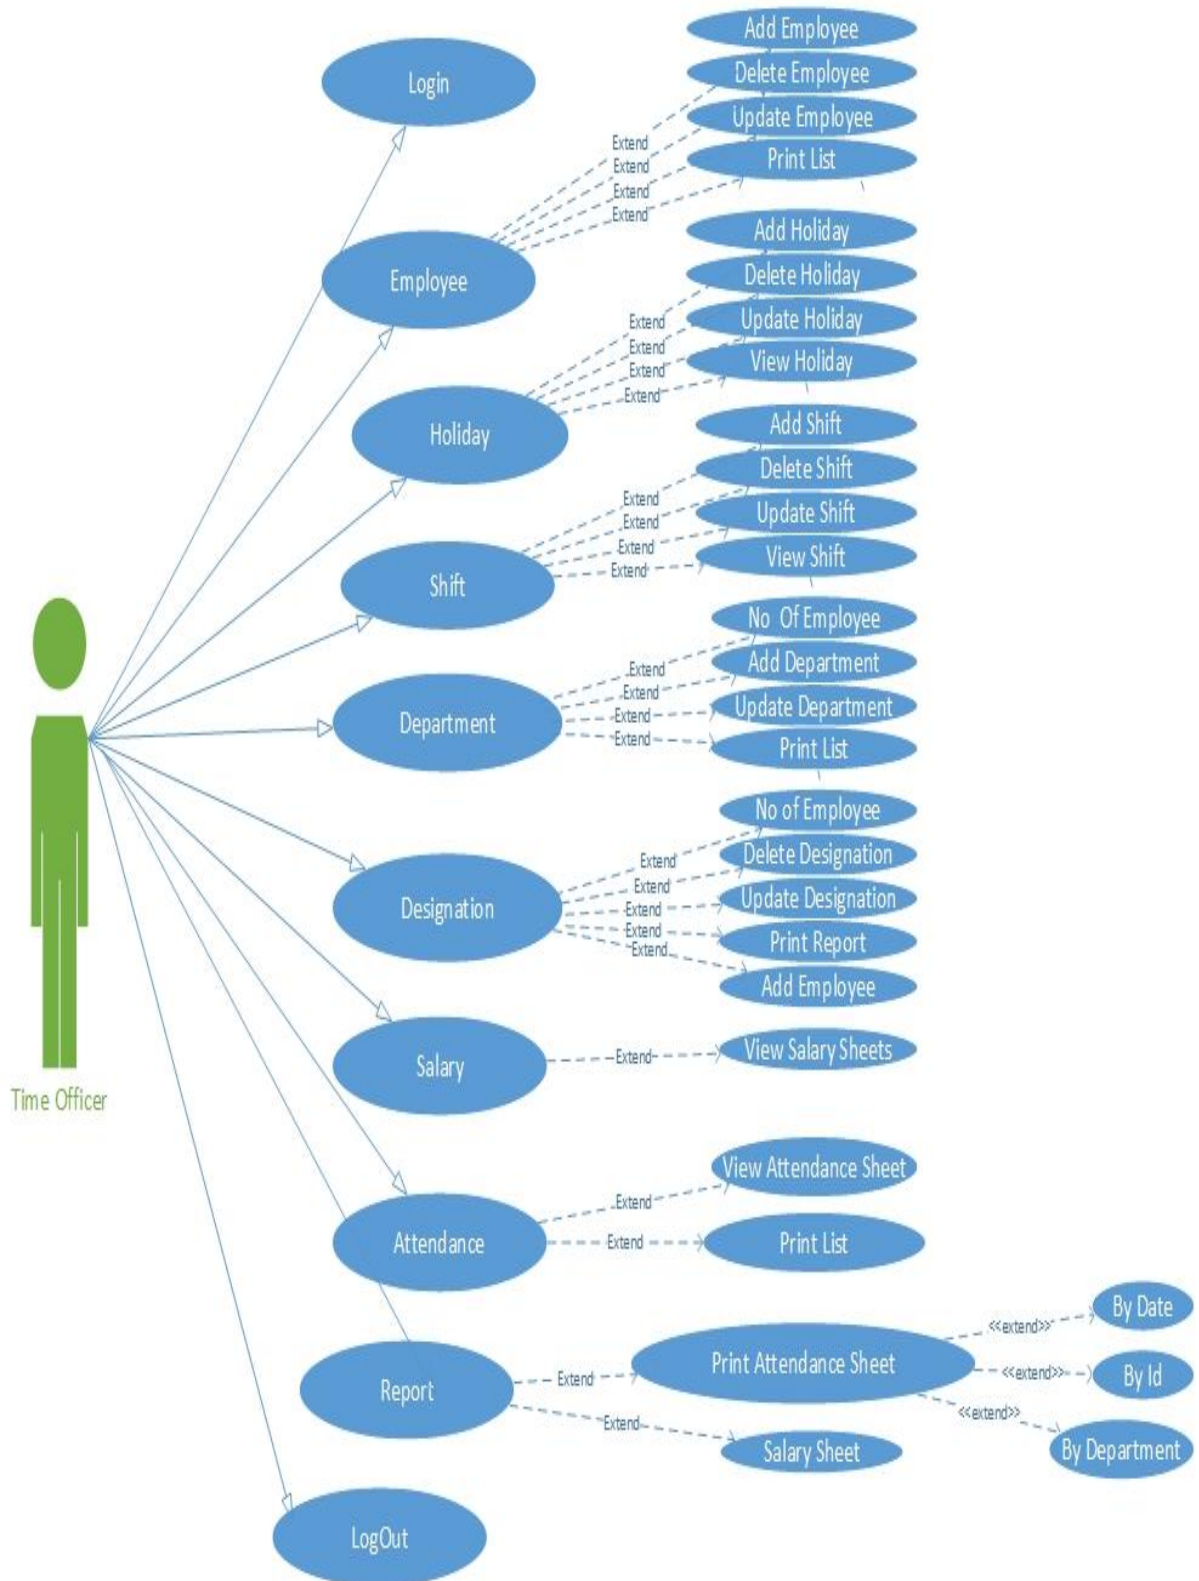 Login
Employee
Extend
Extend
Extend
Extend
Add Employee
Delete Employee
Update Employee
Print List
Holiday
Extend
Extend
Extend
Extend
Add Holiday
Delete Holiday
Update Holiday
View Holiday
Shift
Extend
Extend
Extend
Extend
Add Shift
Delete Shift
Update Shift
View Shift
Department
Extend
Extend
Extend
Extend
No Of Employee
Add Department
Update Department
Print List
Designation
Extend
Extend
Extend
Extend
Extend
No of Employee
Delete Designation
Update Designation
Print Report
Add Employee
Salary
Extend
View Salary Sheets
Time Officer
Attendance
Extend
Extend
View Attendance Sheet
Print List
Report
Extend
Extend
Print Attendance Sheet
Salary Sheet
<<extend>>
<<extend>>
<<extend>>
By Date
By Id
By Department
LogOut